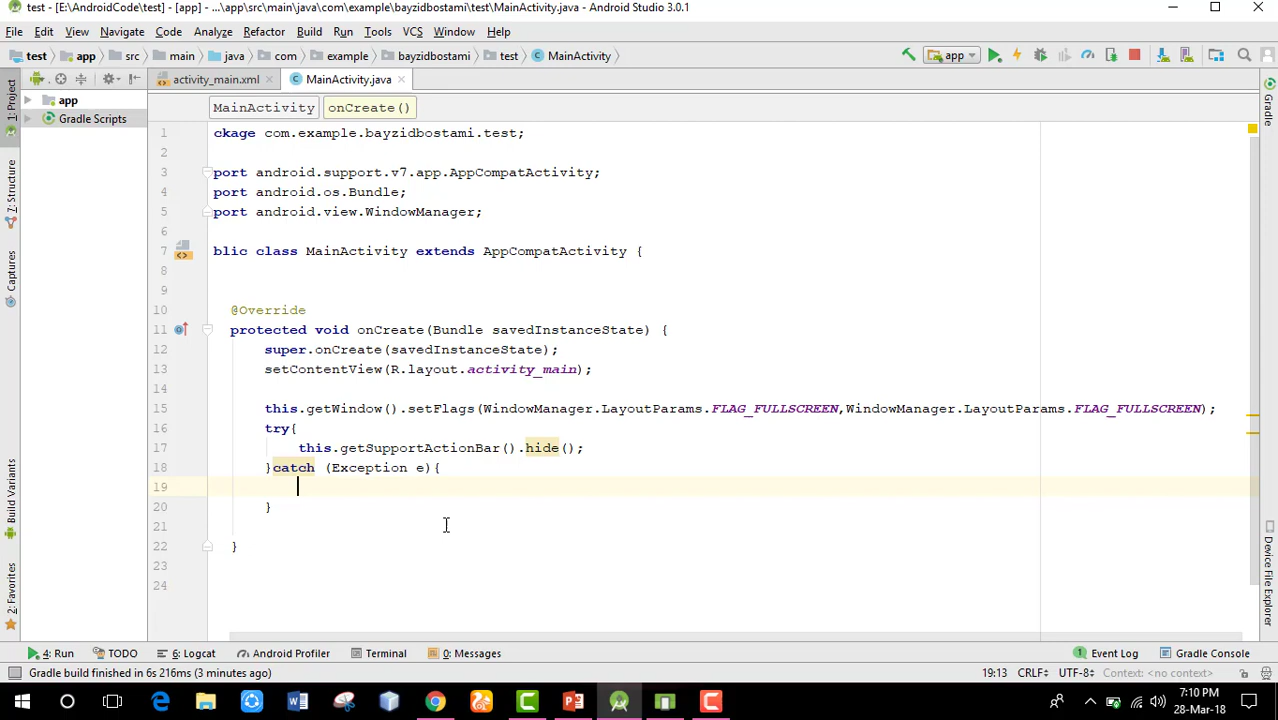 test - [E:\AndroidCode\test] - [app] - ...\app\src\main\java\com\example\bayzidbostami\test\MainActivity.java - Android Studio 3.0.1
File Edit View Navigate Code Analyze Refactor Build Run Tools VCS Window Help
test app src main java com example bayzidbostami test MainActivity app
activity_main.xml MainActivity.java
1: Project
7: Structure
Captures
Build Variants
2: Favorites
app
Gradle Scripts
MainActivity onCreate()
1 ckage com.example.bayzidbostami.test;
2
3 port android.support.v7.app.AppCompatActivity;
4 port android.os.Bundle;
5 port android.view.WindowManager;
6
7 blic class MainActivity extends AppCompatActivity {
8
9
10 @Override
11 protected void onCreate(Bundle savedInstanceState) {
12 super.onCreate(savedInstanceState);
13 setContentView(R.layout.activity_main);
14
15 this.getWindow().setFlags(WindowManager.LayoutParams.FLAG_FULLSCREEN,WindowManager.LayoutParams.FLAG_FULLSCREEN);
16 try{
17 this.getSupportActionBar().hide();
18 }catch (Exception e){
19
20 }
21
22 }
23
24
Gradle
Device File Explorer
4: Run TODO 6: Logcat Android Profiler Terminal 0: Messages 1 Event Log Gradle Console
Gradle build finished in 6s 216ms (3 minutes ago) 19:13 CRLF UTF-8 Context: <no context>
7:10 PM
28-Mar-18